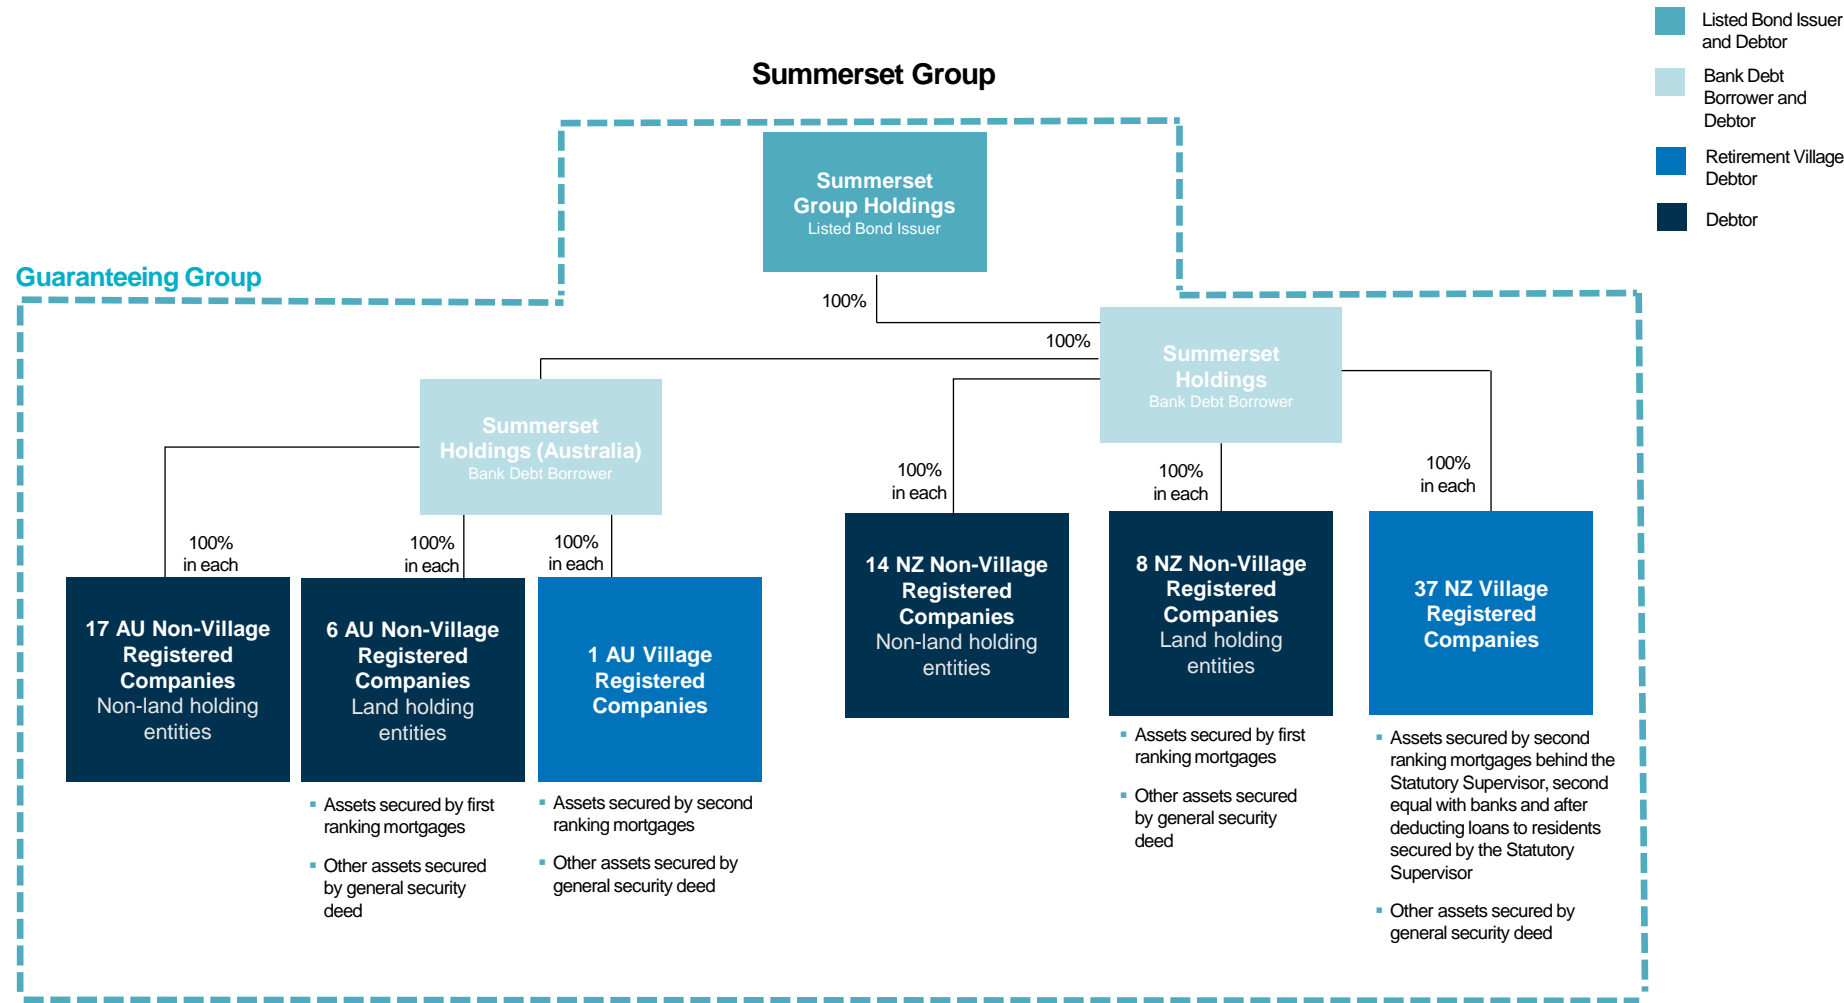 Listed Bond Issuer
and Debtor
Bank Debt
Borrower and
Debtor
Retirement Village
Debtor
Debtor
Summerset Group
Summerset
Group Holdings
Listed Bond Issuer
Guaranteeing Group
100%
100%
Summerset
Holdings
Bank Debt Borrower
Summerset
Holdings (Australia)
Bank Debt Borrower
100%
in each
100%
in each
100%
in each
100%
in each
100%
in each
100%
in each
17 AU Non-Village
Registered
Companies
Non-land holding
entities
6 AU Non-Village
Registered
Companies
Land holding
entities
1 AU Village
Registered
Companies
14 NZ Non-Village
Registered
Companies
Non-land holding
entities
8 NZ Non-Village
Registered
Companies
Land holding
entities
37 NZ Village
Registered
Companies
▪ Assets secured by first
ranking mortgages
▪ Other assets secured
by general security
deed
▪ Assets secured by second
ranking mortgages
▪ Other assets secured by
general security deed
▪ Assets secured by first
ranking mortgages
▪ Other assets secured
by general security
deed
▪ Assets secured by second
ranking mortgages behind the
Statutory Supervisor, second
equal with banks and after
deducting loans to residents
secured by the Statutory
Supervisor
▪ Other assets secured by
general security deed